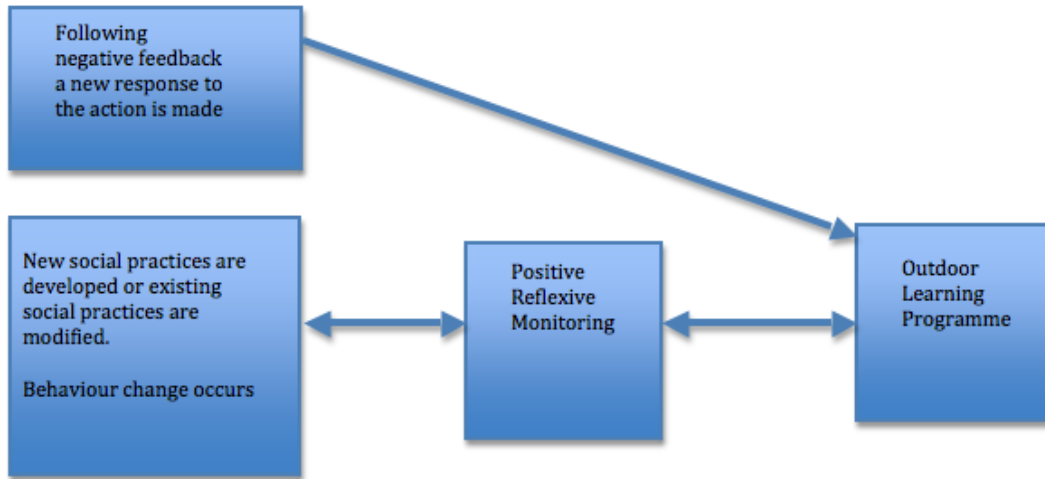 Following
negative feedback
a new response to
the action is made
New social practices are
developed or existing
social practices are
modified.
Behaviour change occurs
Positive
Reflexive
Monitoring
Outdoor
Learning
Programme